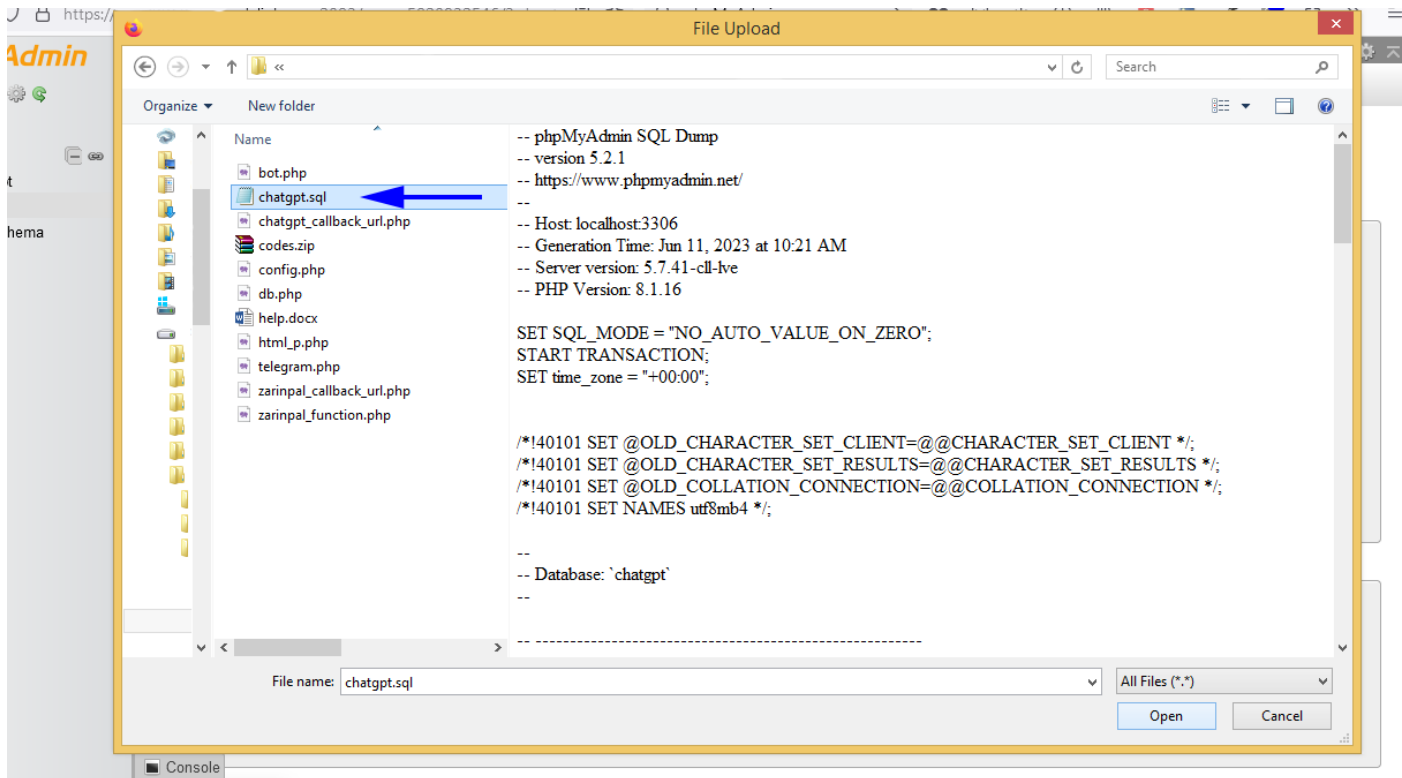 https://
File Upload
Admin
«
Search
Organize
New folder
Name
bot.php
chatgpt.sql
chatgpt_callback_url.php
codes.zip
config.php
db.php
help.docx
html_p.php
telegram.php
zarinpal_callback_url.php
zarinpal_function.php
hema
-- phpMyAdmin SQL Dump
-- version 5.2.1
-- https://www.phpmyadmin.net/
--
-- Host: localhost:3306
-- Generation Time: Jun 11, 2023 at 10:21 AM
-- Server version: 5.7.41-cll-lve
-- PHP Version: 8.1.16
SET SQL_MODE = "NO_AUTO_VALUE_ON_ZERO";
START TRANSACTION;
SET time_zone = "+00:00";
/*!40101 SET @OLD_CHARACTER_SET_CLIENT=@@CHARACTER_SET_CLIENT */;
/*!40101 SET @OLD_CHARACTER_SET_RESULTS=@@CHARACTER_SET_RESULTS */;
/*!40101 SET @OLD_COLLATION_CONNECTION=@@COLLATION_CONNECTION */;
/*!40101 SET NAMES utf8mb4 */;
--
-- Database: `chatgpt`
--
-- --------------------------------------------------------
File name: chatgpt.sql
All Files (*.*)
Open
Cancel
Console